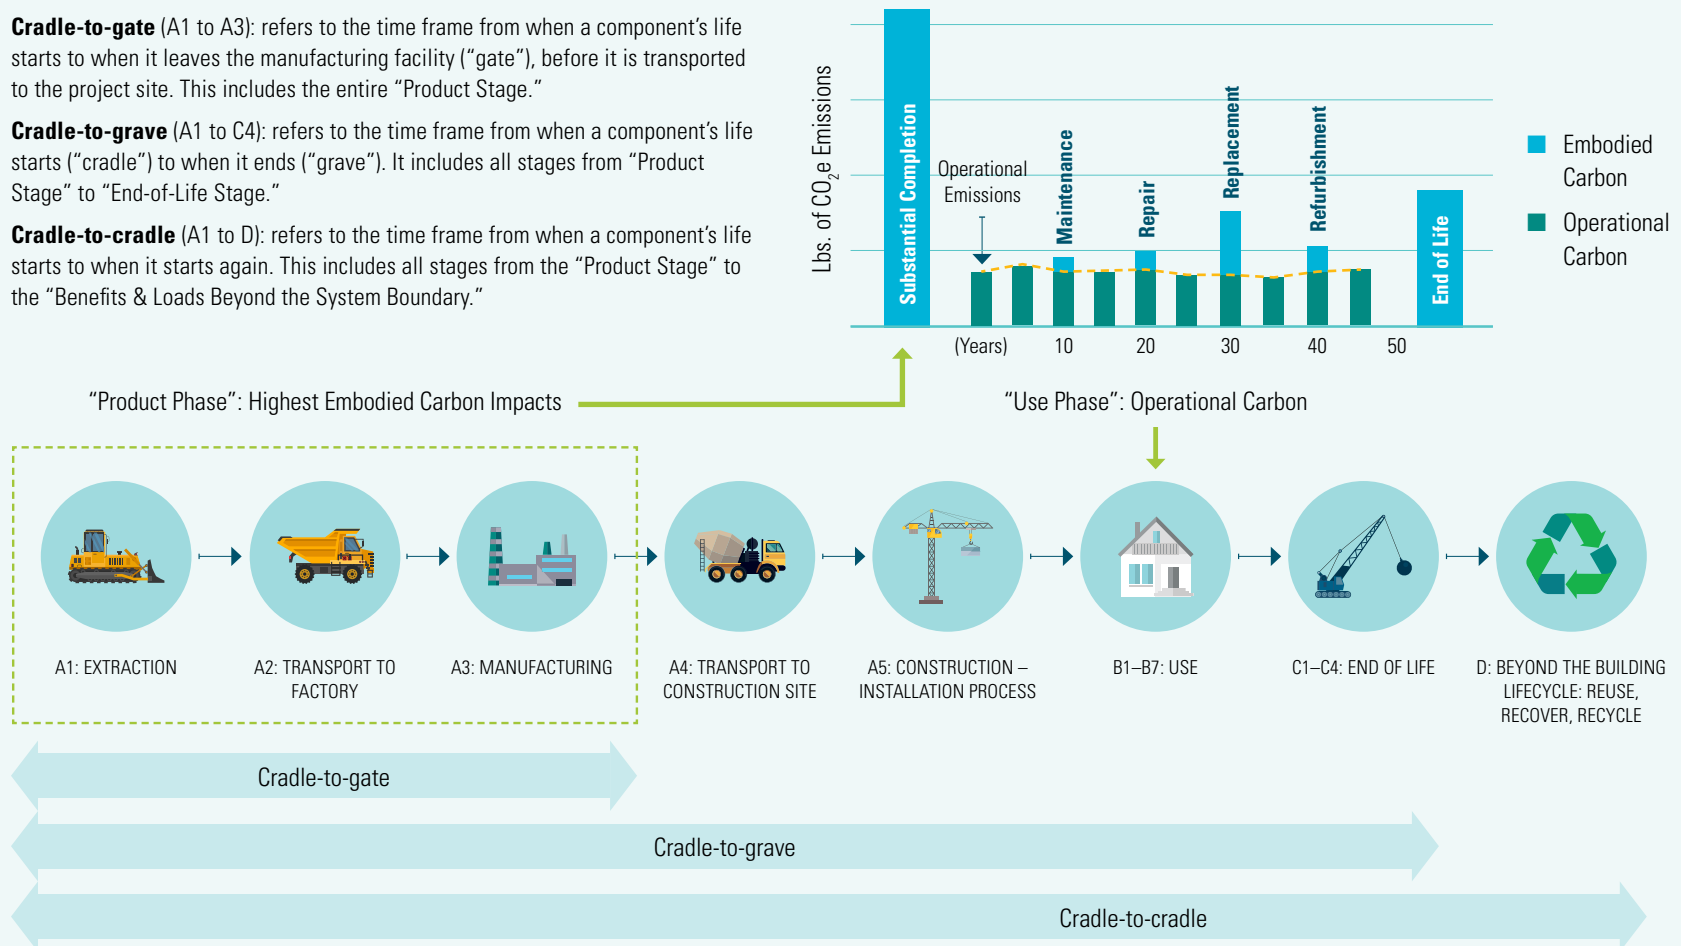 Cradle-to-gate (A1 to A3): refers to the time frame from when a component’s life
starts to when it leaves the manufacturing facility (“gate”), before it is transported
to the project site. This includes the entire “Product Stage.”
Cradle-to-grave (A1 to C4): refers to the time frame from when a component’s life
starts (“cradle”) to when it ends (“grave”). It includes all stages from “Product
Stage” to “End-of-Life Stage.”
Cradle-to-cradle (A1 to D): refers to the time frame from when a component’s life
starts to when it starts again. This includes all stages from the “Product Stage” to
the “Benefits & Loads Beyond the System Boundary.”
Lbs. of CO₂e Emissions
Substantial Completion
Operational
Emissions
Maintenance
Repair
Replacement
Refurbishment
End of Life
(Years)
10
20
30
40
50
Embodied
Carbon
Operational
Carbon
“Product Phase”: Highest Embodied Carbon Impacts
“Use Phase”: Operational Carbon
A1: EXTRACTION
A2: TRANSPORT TO
FACTORY
A3: MANUFACTURING
A4: TRANSPORT TO
CONSTRUCTION SITE
A5: CONSTRUCTION –
INSTALLATION PROCESS
B1–B7: USE
C1–C4: END OF LIFE
D: BEYOND THE BUILDING
LIFECYCLE: REUSE,
RECOVER, RECYCLE
Cradle-to-gate
Cradle-to-grave
Cradle-to-cradle